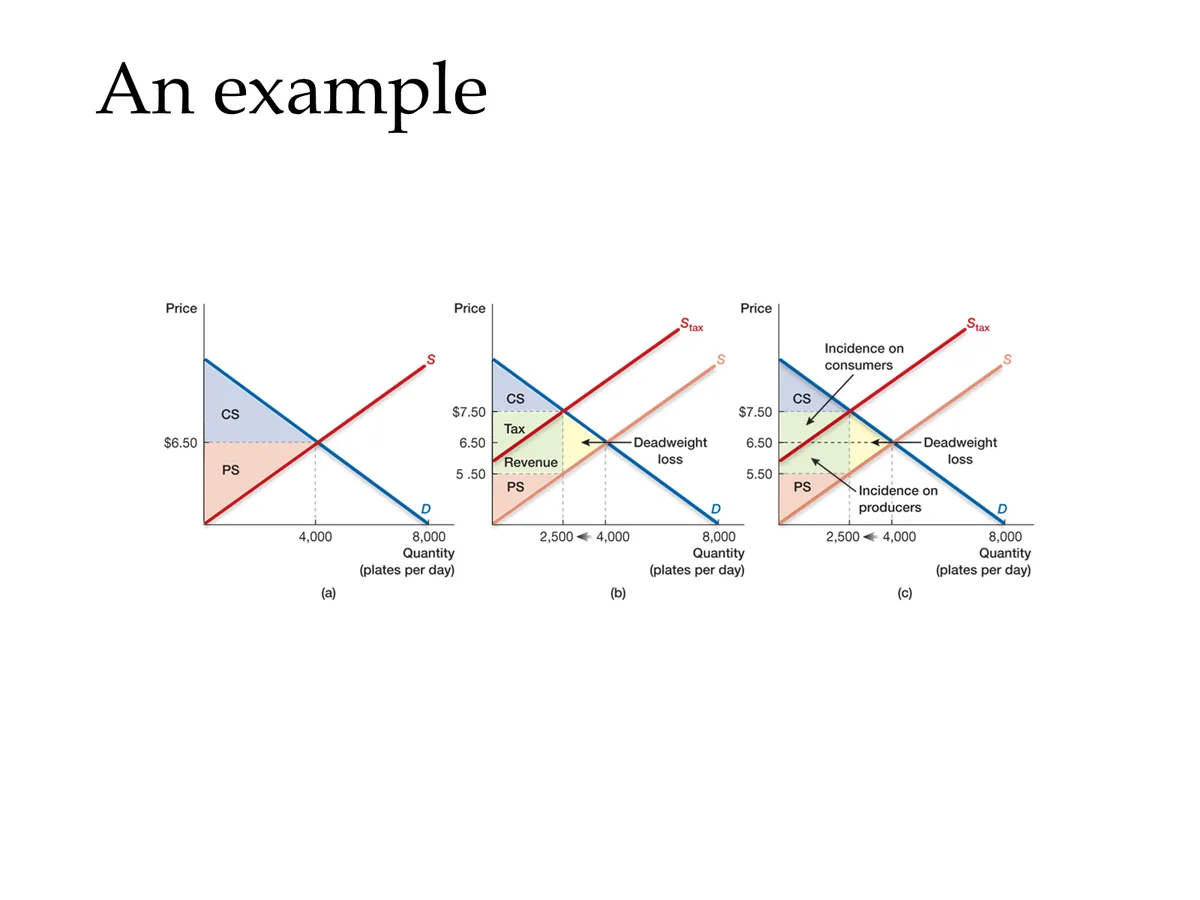 An example
Price
S
CS
$6.50
PS
D
4,000
8,000
Quantity
(plates per day)
(a)
Price
Stax
S
CS
$7.50
Tax
6.50
Deadweight
loss
Revenue
5 .50
PS
D
2,500
4,000
8,000
Quantity
(plates per day)
(b)
Price
Stax
Incidence on
consumers
S
CS
$7.50
6.50
Deadweight
loss
5.50
PS
Incidence on
producers
D
2,500
4,000
8,000
Quantity
(plates per day)
(c)